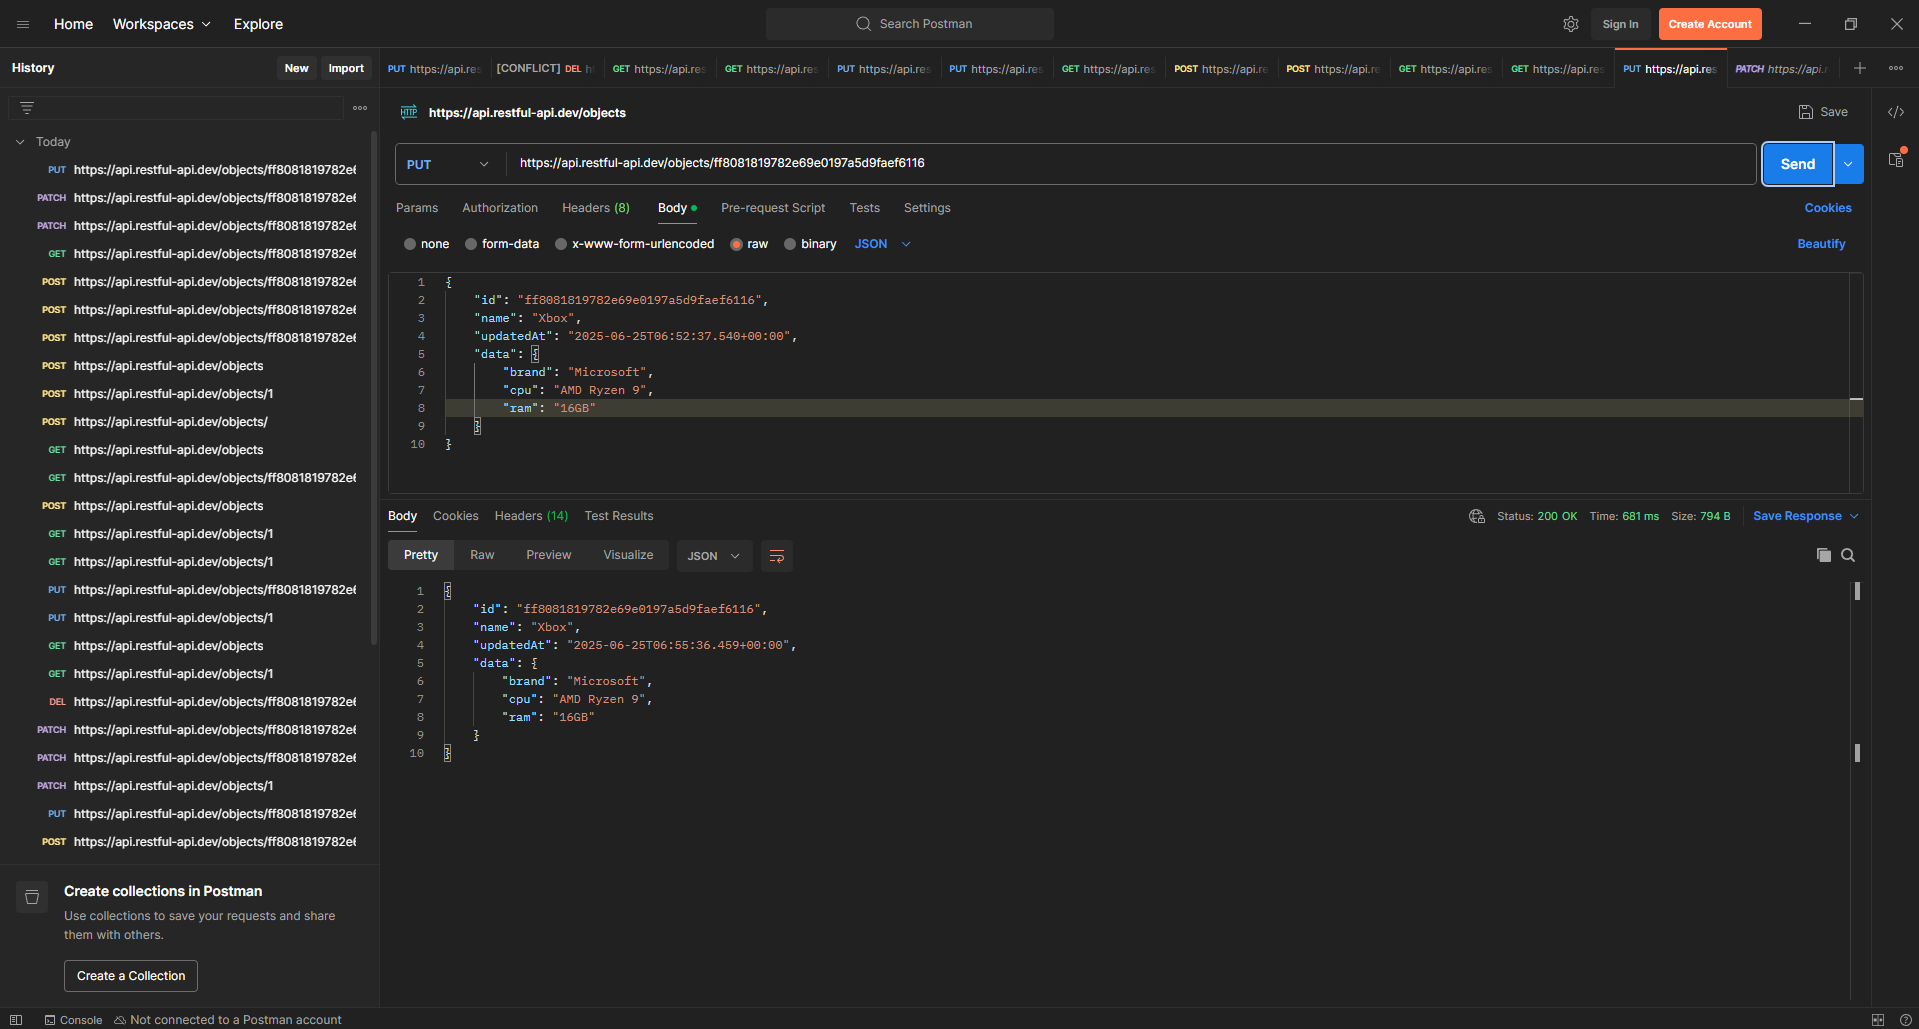 Home Workspaces Explore Search Postman Sign In Create Account
History New Import
PUT https://api.res [CONFLICT] DEL GET https://api.res GET https://api.res PUT https://api.res PUT https://api.res GET https://api.res POST https://api.re POST https://api.re GET https://api.res GET https://api.res PUT https://api.res PATCH https://api.r
HTTP https://api.restful-api.dev/objects Save
Today
PUT https://api.restful-api.dev/objects/ff8081819782e6
PATCH https://api.restful-api.dev/objects/ff8081819782e6
PATCH https://api.restful-api.dev/objects/ff8081819782e6
GET https://api.restful-api.dev/objects/ff8081819782e6
POST https://api.restful-api.dev/objects/ff8081819782e6
POST https://api.restful-api.dev/objects/ff8081819782e6
POST https://api.restful-api.dev/objects/ff8081819782e6
POST https://api.restful-api.dev/objects
POST https://api.restful-api.dev/objects/1
POST https://api.restful-api.dev/objects/
GET https://api.restful-api.dev/objects
GET https://api.restful-api.dev/objects/ff8081819782e6
POST https://api.restful-api.dev/objects
GET https://api.restful-api.dev/objects/1
GET https://api.restful-api.dev/objects/1
PUT https://api.restful-api.dev/objects/ff8081819782e6
PUT https://api.restful-api.dev/objects/1
GET https://api.restful-api.dev/objects
GET https://api.restful-api.dev/objects/1
DEL https://api.restful-api.dev/objects/ff8081819782e6
PATCH https://api.restful-api.dev/objects/ff8081819782e6
PATCH https://api.restful-api.dev/objects/ff8081819782e6
PATCH https://api.restful-api.dev/objects/1
PUT https://api.restful-api.dev/objects/ff8081819782e6
POST https://api.restful-api.dev/objects/ff8081819782e6
Create collections in Postman
Use collections to save your requests and share
them with others.
Create a Collection
PUT https://api.restful-api.dev/objects/ff8081819782e69e0197a5d9faef6116 Send
Params Authorization Headers (8) Body Pre-request Script Tests Settings Cookies
none form-data x-www-form-urlencoded raw binary JSON Beautify
1 {
2 "id": "ff8081819782e69e0197a5d9faef6116",
3 "name": "Xbox",
4 "updatedAt": "2025-06-25T06:52:37.540+00:00",
5 "data": {
6 "brand": "Microsoft",
7 "cpu": "AMD Ryzen 9",
8 "ram": "16GB"
9 }
10 }
Body Cookies Headers (14) Test Results Status: 200 OK Time: 681 ms Size: 794 B Save Response
Pretty Raw Preview Visualize JSON
1 {
2 "id": "ff8081819782e69e0197a5d9faef6116",
3 "name": "Xbox",
4 "updatedAt": "2025-06-25T06:55:36.459+00:00",
5 "data": {
6 "brand": "Microsoft",
7 "cpu": "AMD Ryzen 9",
8 "ram": "16GB"
9 }
10 }
Console Not connected to a Postman account